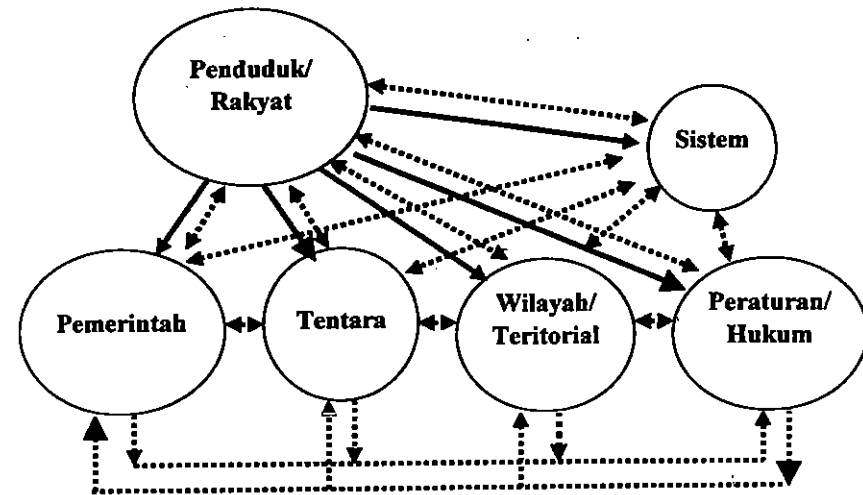 Penduduk/
Rakyat
Sistem
Pemerintah
Tentara
Wilayah/
Teritorial
Peraturan/
Hukum